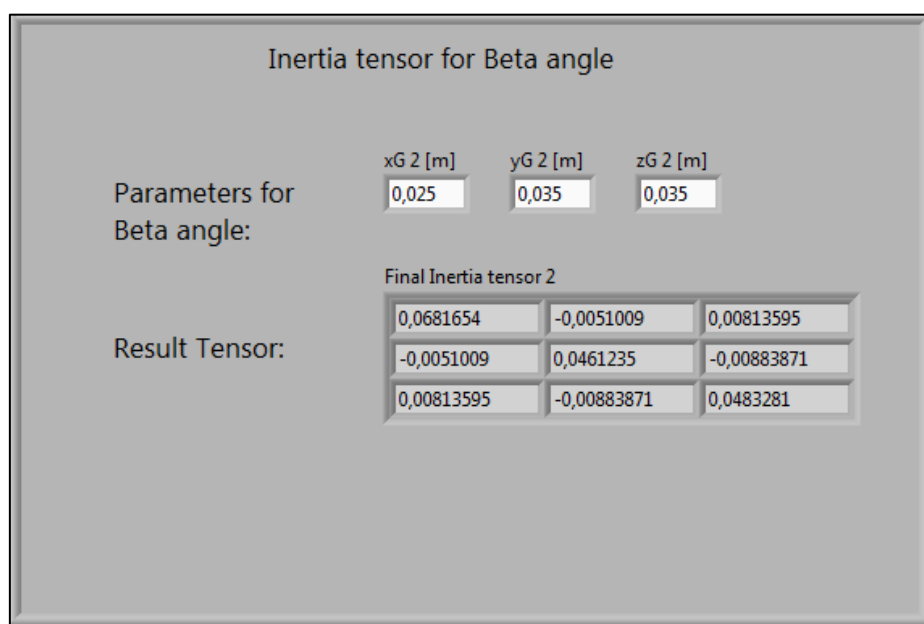 Inertia tensor for Beta angle
xG 2 [m] yG 2 [m] zG 2 [m]
Parameters for
Beta angle:
0,025 0,035 0,035
Final Inertia tensor 2
0,0681654 -0,0051009 0,00813595
Result Tensor:
-0,0051009 0,0461235 -0,00883871
0,00813595 -0,00883871 0,0483281